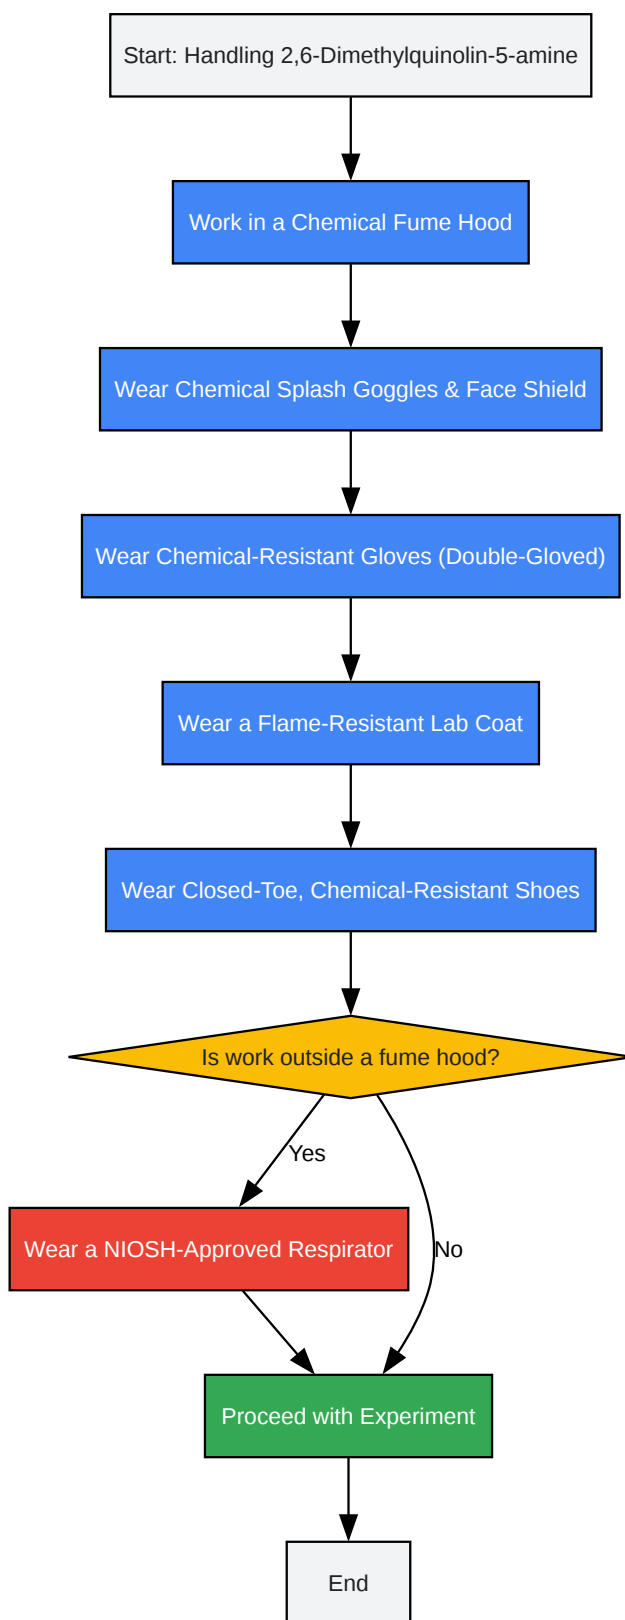 Start: Handling 2,6-Dimethylquinolin-5-amine
Work in a Chemical Fume Hood
Wear Chemical Splash Goggles & Face Shield
Wear Chemical-Resistant Gloves (Double-Gloved)
Wear a Flame-Resistant Lab Coat
Wear Closed-Toe, Chemical-Resistant Shoes
Is work outside a fume hood?
Yes
Wear a NIOSH-Approved Respirator
No
Proceed with Experiment
End